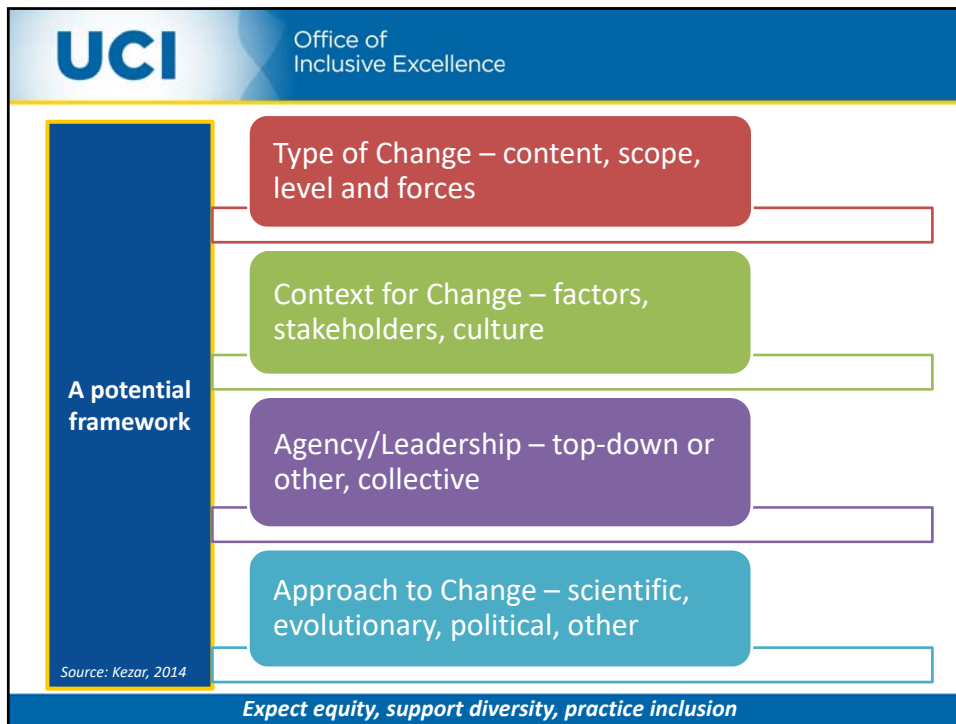 UCI
Office of
Inclusive Excellence
A potential
framework
Source: Kezar, 2014
Type of Change – content, scope,
level and forces
Context for Change – factors,
stakeholders, culture
Agency/Leadership – top-down or
other, collective
Approach to Change – scientific,
evolutionary, political, other
Expect equity, support diversity, practice inclusion